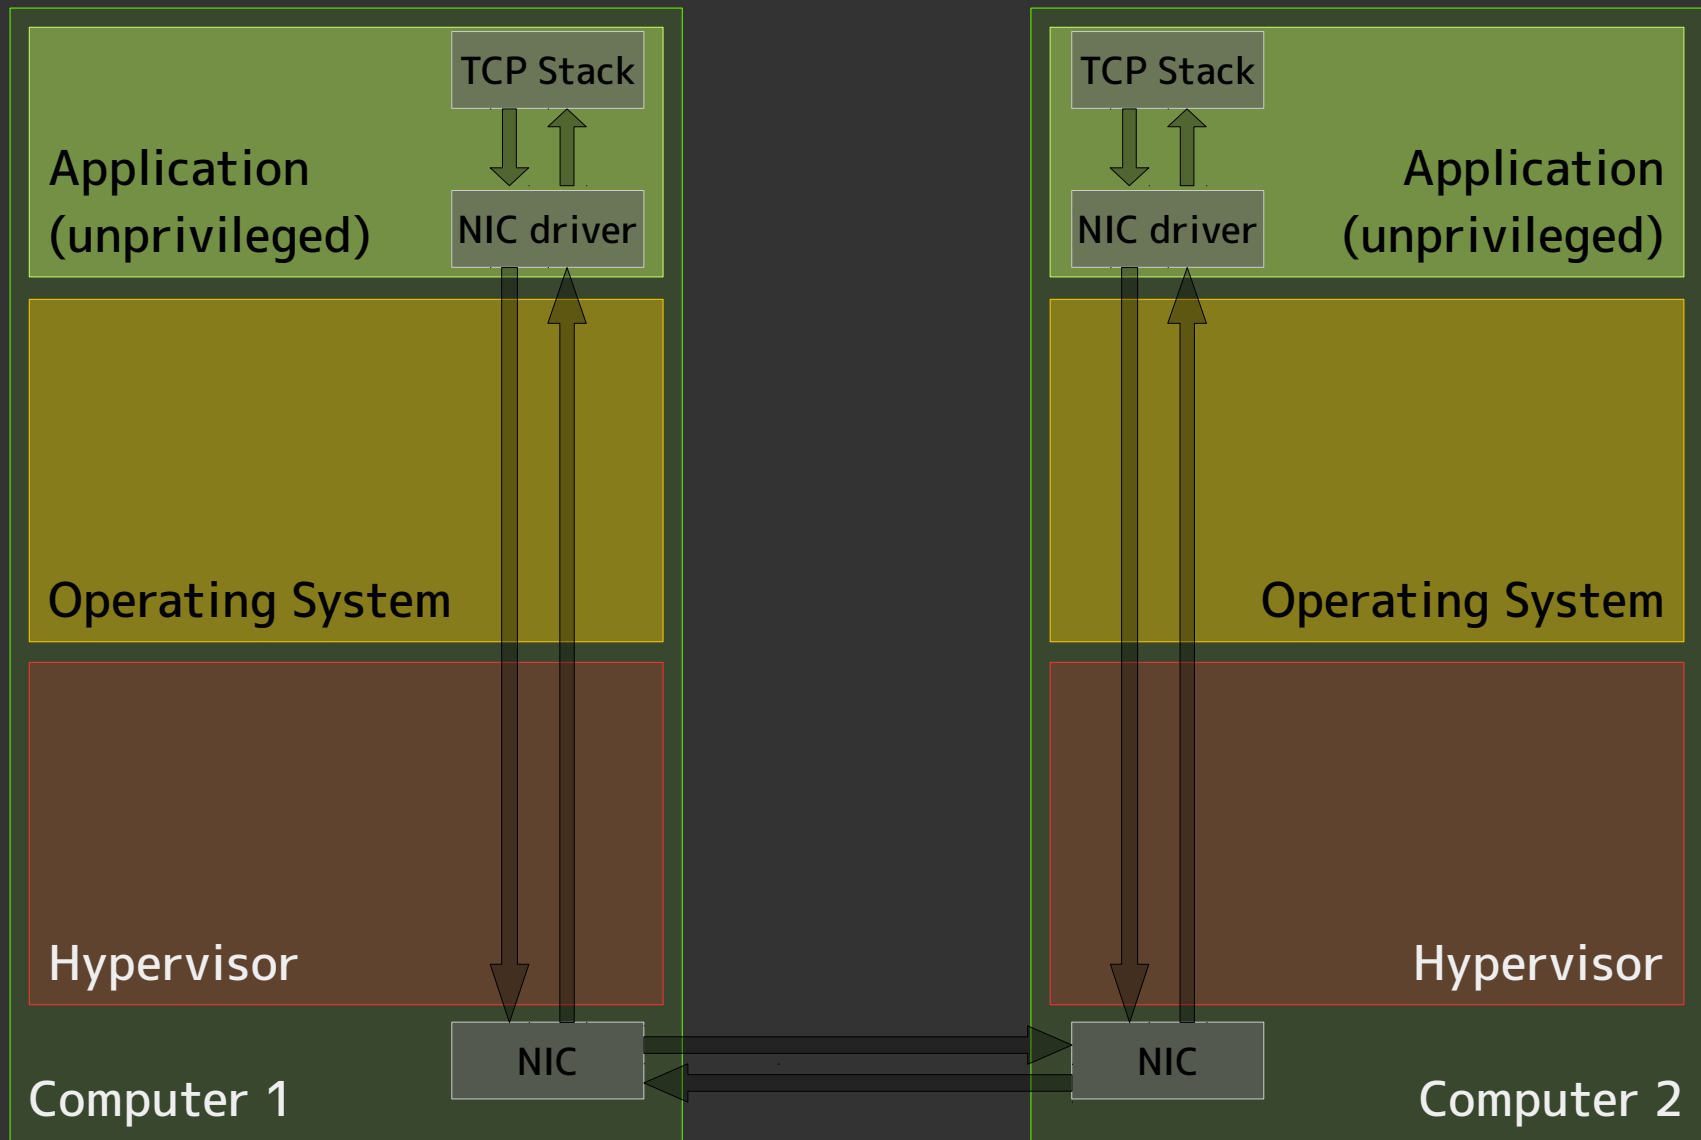 TCP Stack
Application
(unprivileged)
NIC driver
Operating System
Hypervisor
NIC
Computer 1
TCP Stack
Application
(unprivileged)
NIC driver
Operating System
Hypervisor
NIC
Computer 2